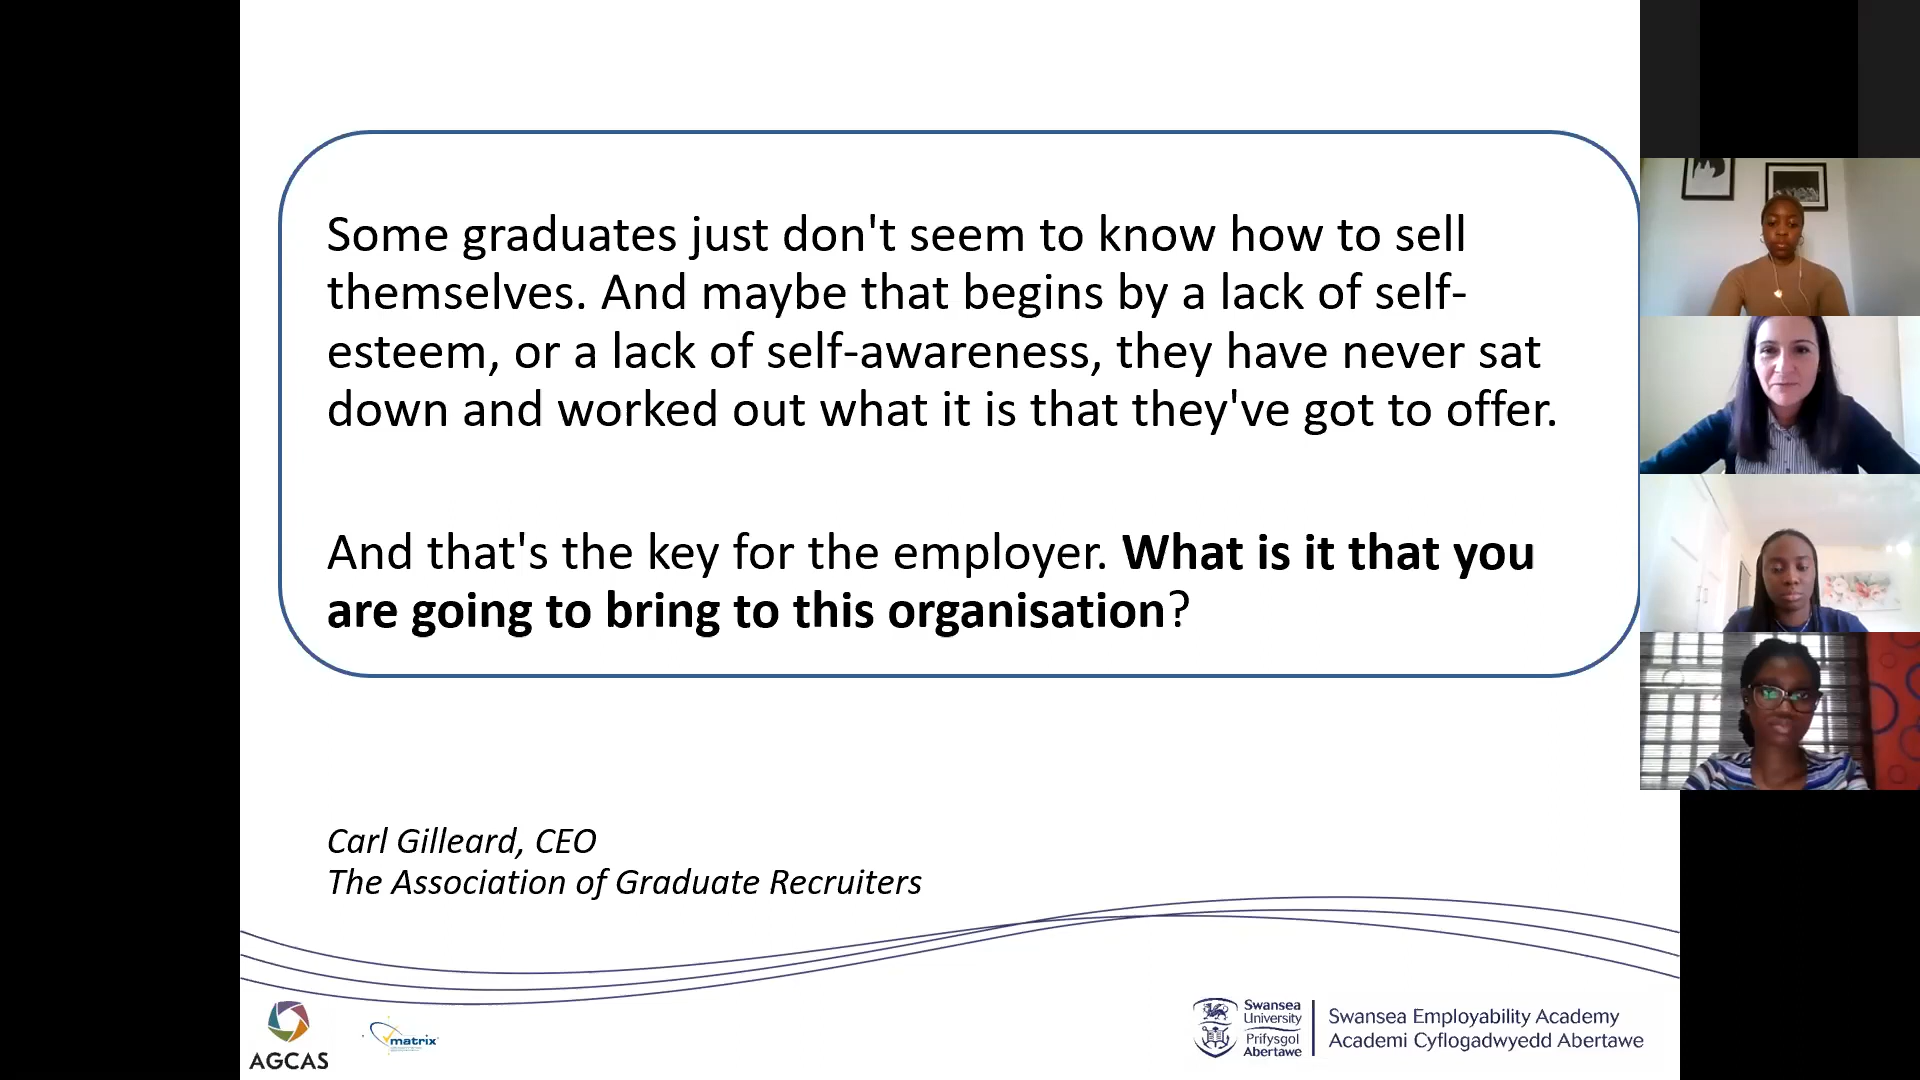 Some graduates just don't seem to know how to sell
themselves. And maybe that begins by a lack of self-
esteem, or a lack of self-awareness, they have never sat
down and worked out what it is that they've got to offer.
And that's the key for the employer. What is it that you
are going to bring to this organisation?
Carl Gilleard, CEO
The Association of Graduate Recruiters
AGCAS
matrix
Swansea
University
Prifysgol
Abertawe
Swansea Employability Academy
Academi Cyflogadwyedd Abertawe